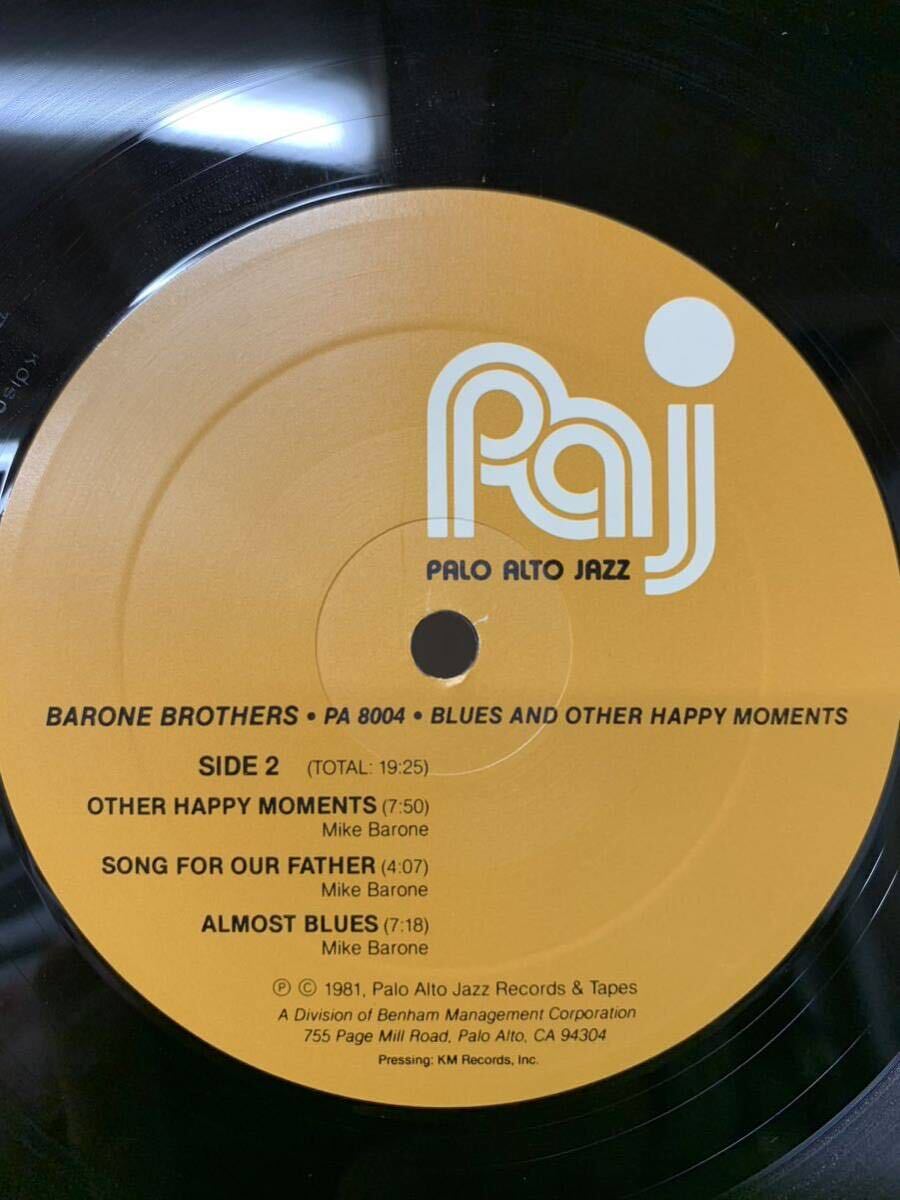 Paj
PALO ALTO JAZZ
BARONE BROTHERS • PA 8004 • BLUES AND OTHER HAPPY MOMENTS
SIDE 2 (TOTAL: 19:25)
OTHER HAPPY MOMENTS (7:50)
Mike Barone
SONG FOR OUR FATHER (4:07)
Mike Barone
ALMOST BLUES (7:18)
Mike Barone
℗ © 1981, Palo Alto Jazz Records & Tapes
A Division of Benham Management Corporation
755 Page Mill Road, Palo Alto, CA 94304
Pressing: KM Records, Inc.